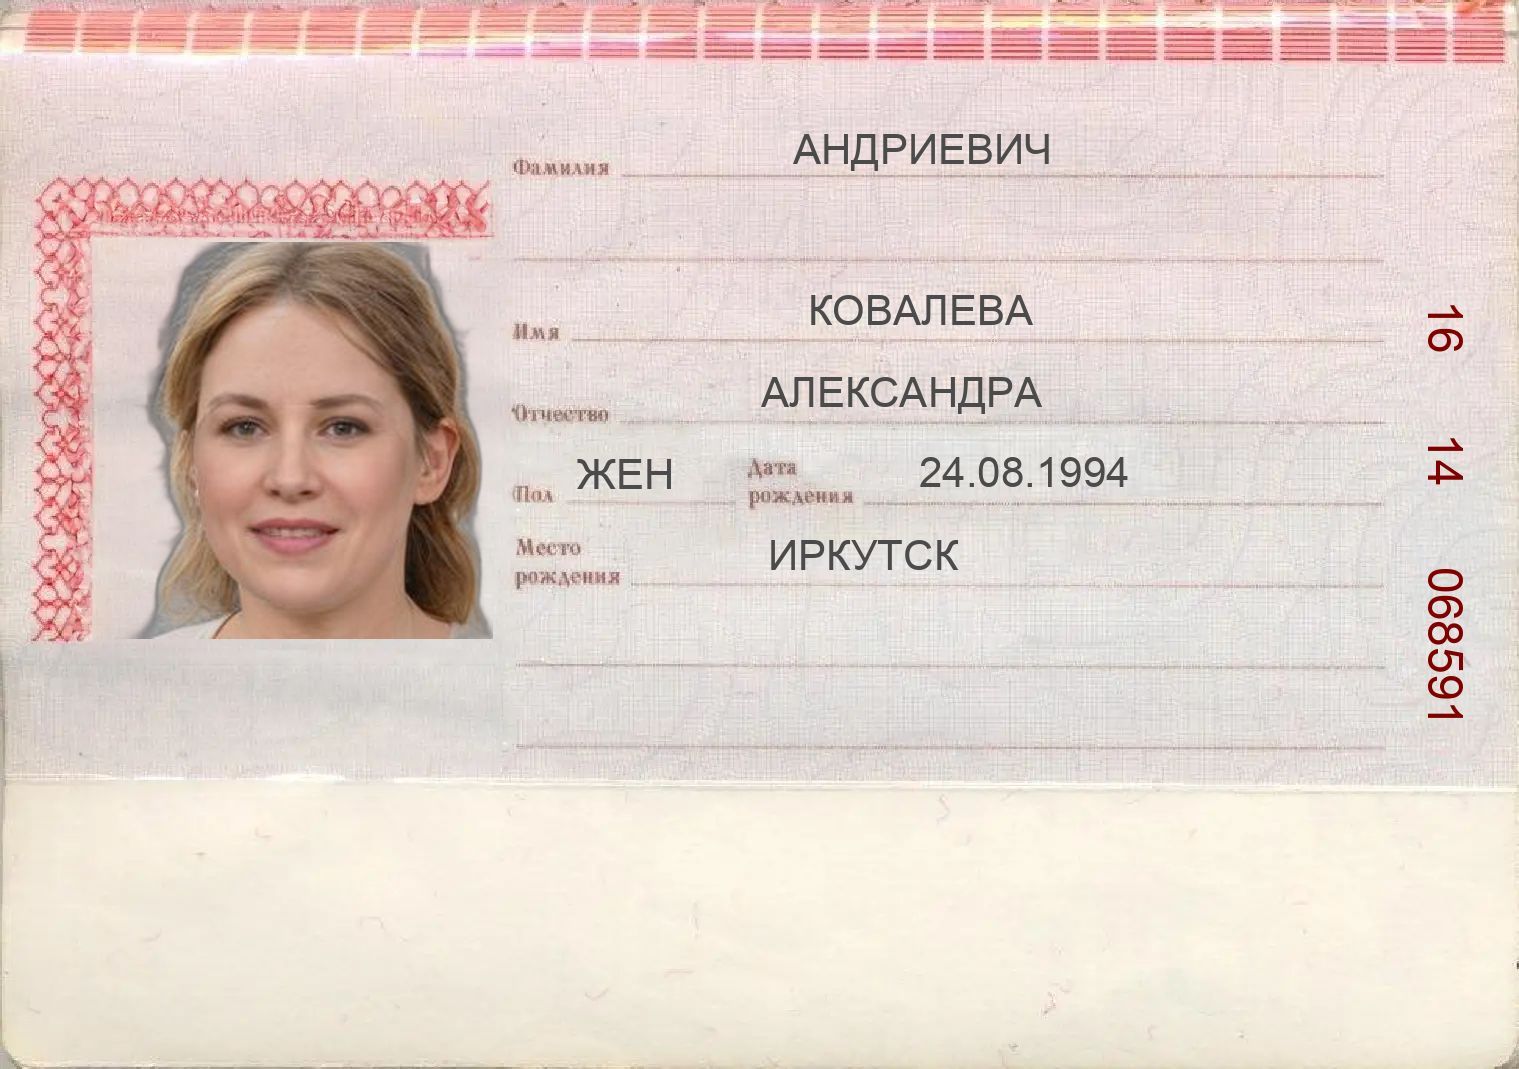 Фамилия АНДРИЕВИЧ
Имя КОВАЛЕВА
Отчество АЛЕКСАНДРА
Пол ЖЕН Дата рождения 24.08.1994
Место рождения ИРКУТСК
16 14 068591